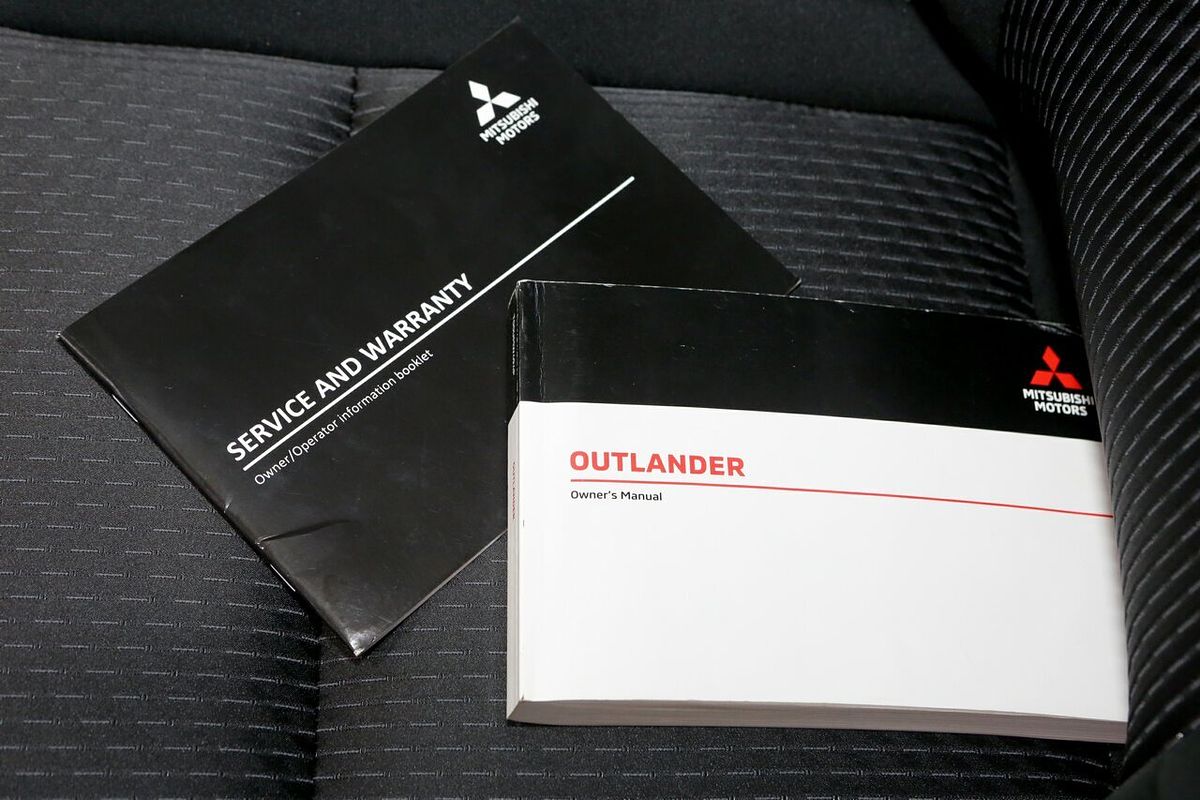 MITSUBISHI
MOTORS
SERVICE AND WARRANTY
Owner/Operator information booklet
MITSUBISHI
MOTORS
OUTLANDER
Owner's Manual